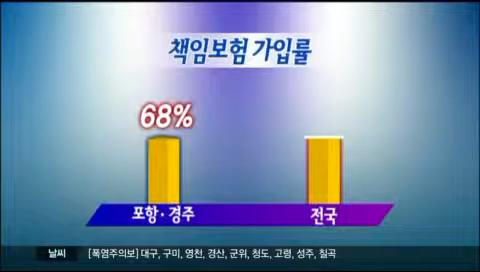 책임보험 가입률
68%
포항·경주
전국
날씨 [폭염주의보] 대구, 구미, 영천, 경산, 군위, 청도, 고령, 성주, 칠곡